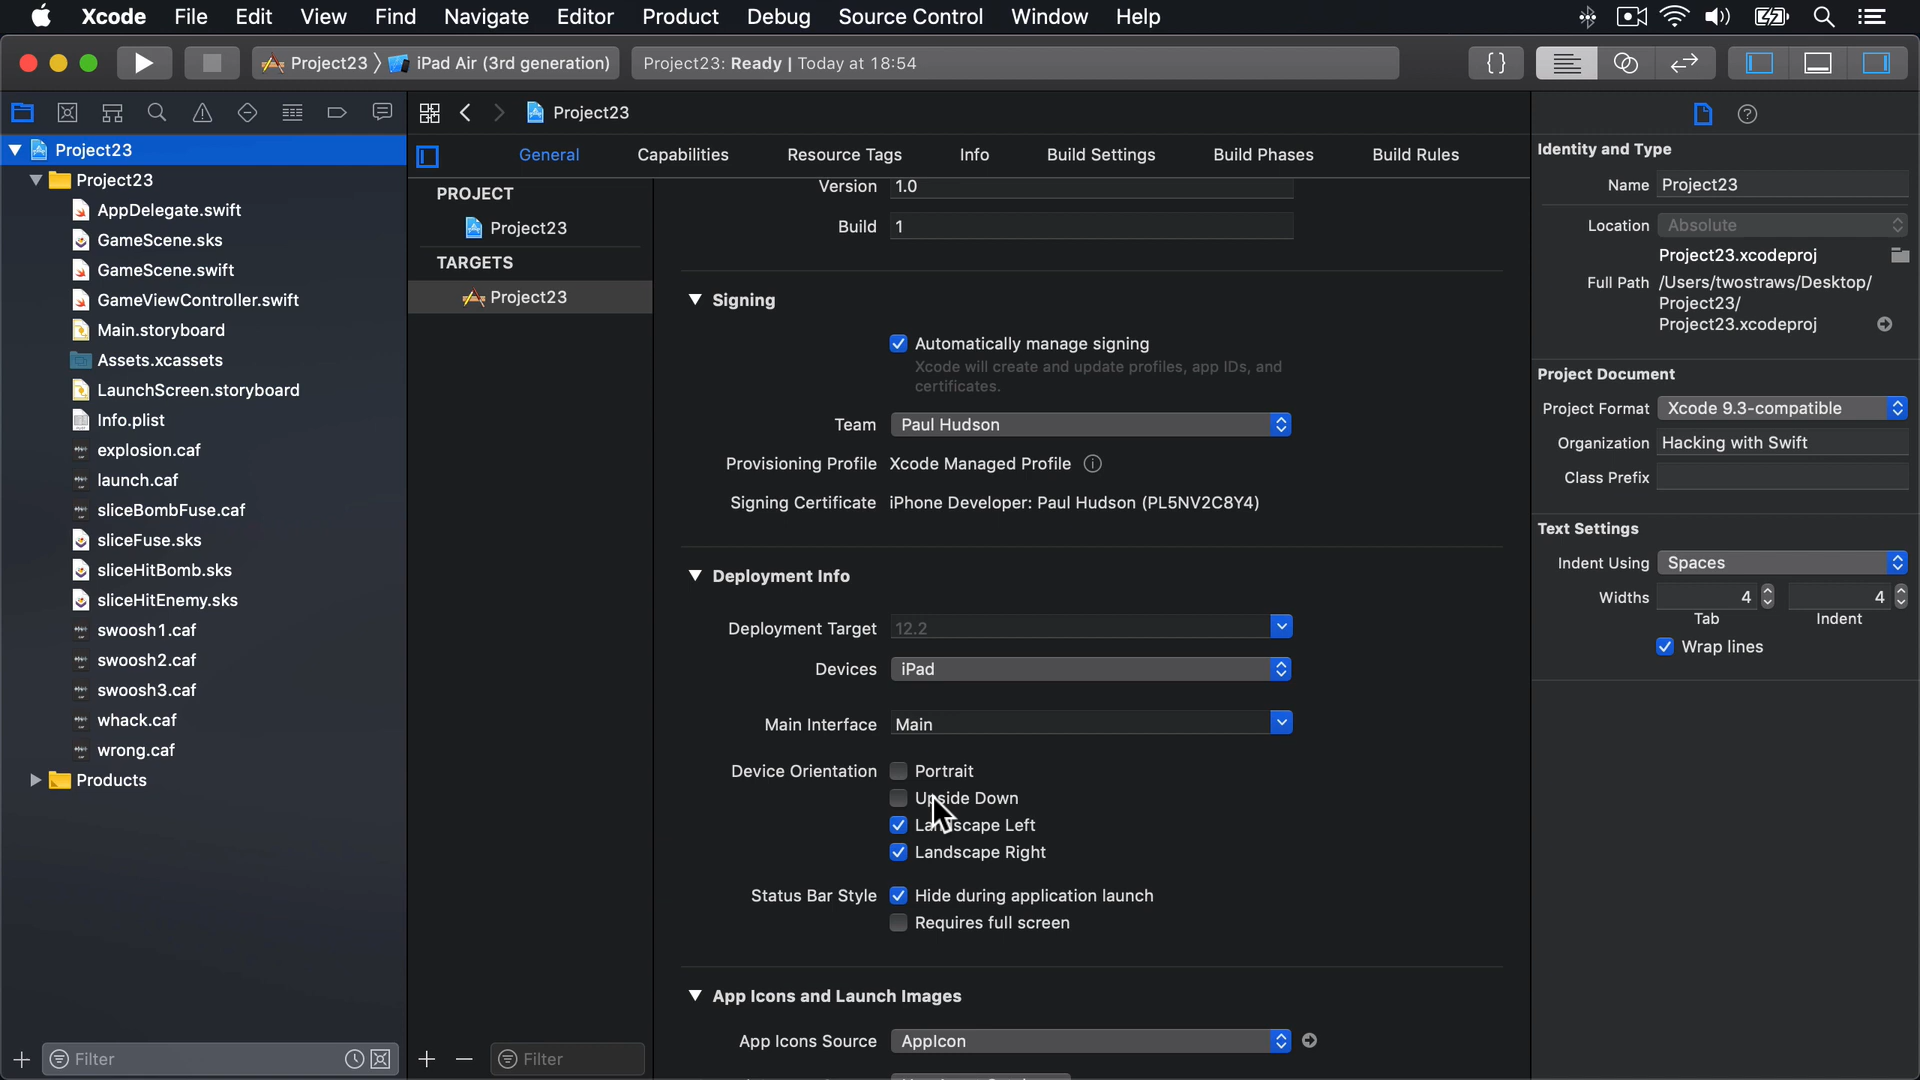 Xcode File Edit View Find Navigate Editor Product Debug Source Control Window Help
Project23 iPad Air (3rd generation)
Project23: Ready | Today at 18:54
{}
Project23
Project23
AppDelegate.swift
GameScene.sks
GameScene.swift
GameViewController.swift
Main.storyboard
Assets.xcassets
LaunchScreen.storyboard
Info.plist
explosion.caf
launch.caf
sliceBombFuse.caf
sliceFuse.sks
sliceHitBomb.sks
sliceHitEnemy.sks
swoosh1.caf
swoosh2.caf
swoosh3.caf
whack.caf
wrong.caf
Products
Filter
Project23
General Capabilities Resource Tags Info Build Settings Build Phases Build Rules
PROJECT
Project23
TARGETS
Project23
Filter
Version 1.0
Build 1
Signing
Automatically manage signing
Xcode will create and update profiles, app IDs, and
certificates.
Team Paul Hudson
Provisioning Profile Xcode Managed Profile
Signing Certificate iPhone Developer: Paul Hudson (PL5NV2C8Y4)
Deployment Info
Deployment Target 12.2
Devices iPad
Main Interface Main
Device Orientation Portrait
Upside Down
Landscape Left
Landscape Right
Status Bar Style Hide during application launch
Requires full screen
App Icons and Launch Images
App Icons Source AppIcon
Identity and Type
Name Project23
Location Absolute
Project23.xcodeproj
Full Path /Users/twostraws/Desktop/
Project23/
Project23.xcodeproj
Project Document
Project Format Xcode 9.3-compatible
Organization Hacking with Swift
Class Prefix
Text Settings
Indent Using Spaces
Widths 4 4
Tab Indent
Wrap lines